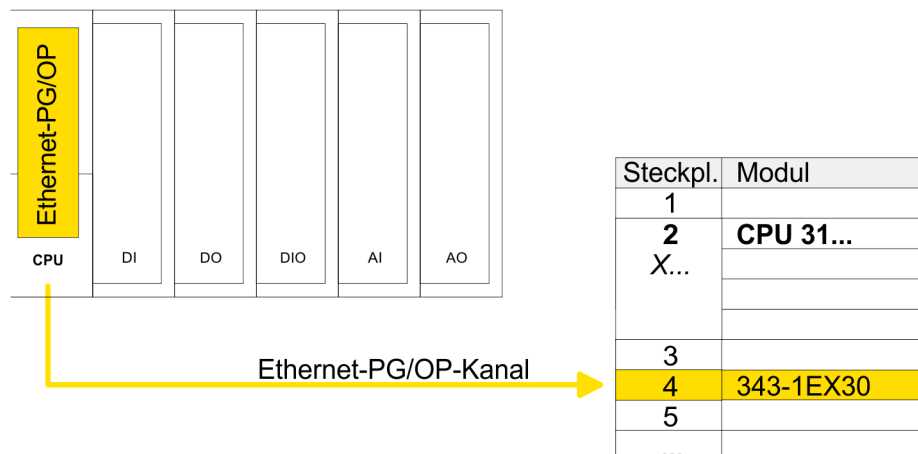 Ethernet-PG/OP
CPU
DI
DO
DIO
AI
AO
Ethernet-PG/OP-Kanal
Steckpl. Modul
1
2 CPU 31...
X...
3
4 343-1EX30
5
...